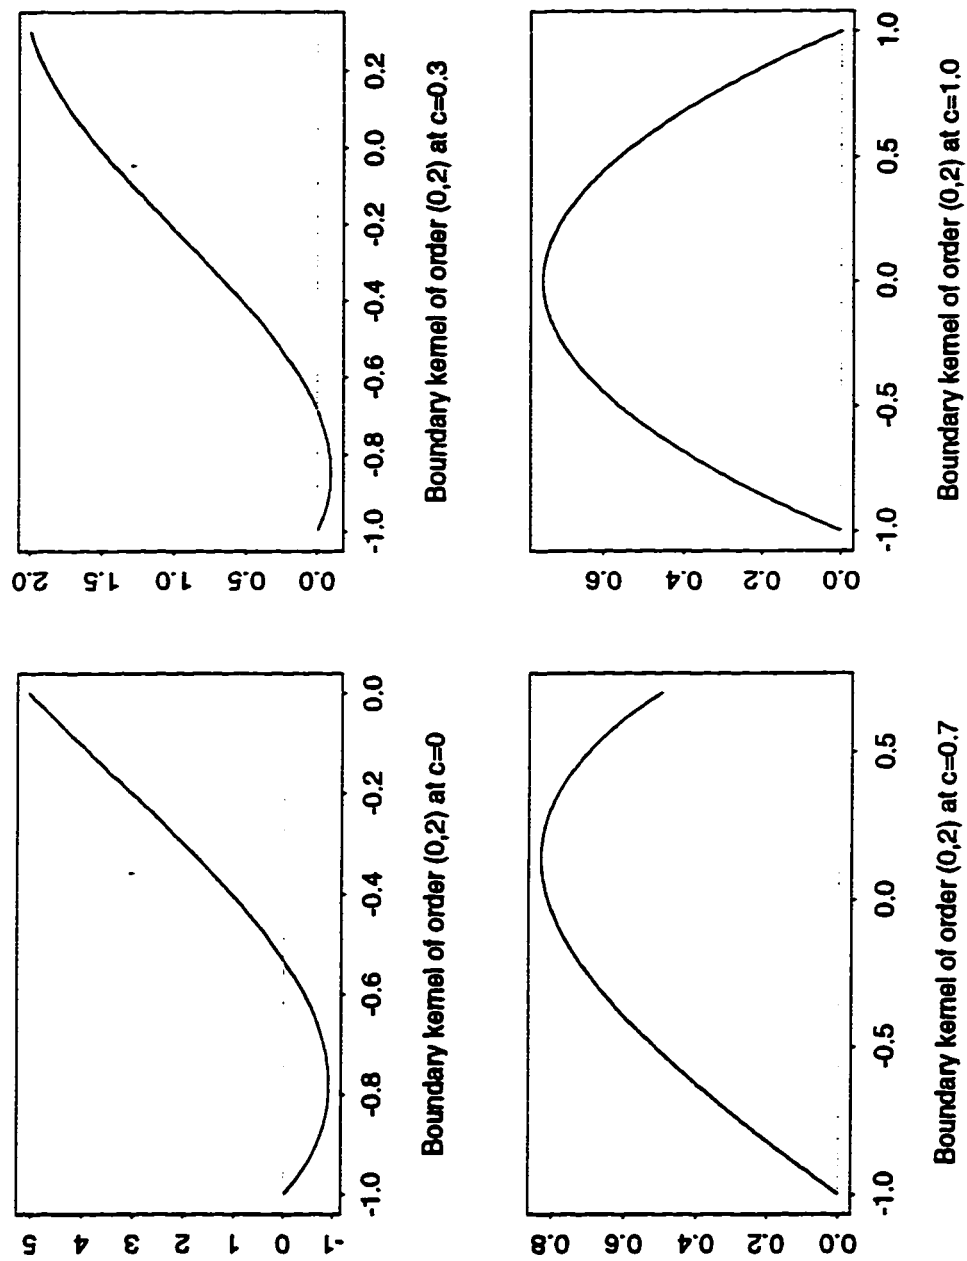 5
4
3
2
1
0
-1
-1.0 -0.8 -0.6 -0.4 -0.2 0.0
Boundary kernel of order (0,2) at c=0
2.0
1.5
1.0
0.5
0.0
-1.0 -0.8 -0.6 -0.4 -0.2 0.0 0.2
Boundary kernel of order (0,2) at c=0.3
0.8
0.6
0.4
0.2
0.0
-1.0 -0.5 0.0 0.5
Boundary kernel of order (0,2) at c=0.7
0.6
0.4
0.2
0.0
-1.0 -0.5 0.0 0.5 1.0
Boundary kernel of order (0,2) at c=1.0